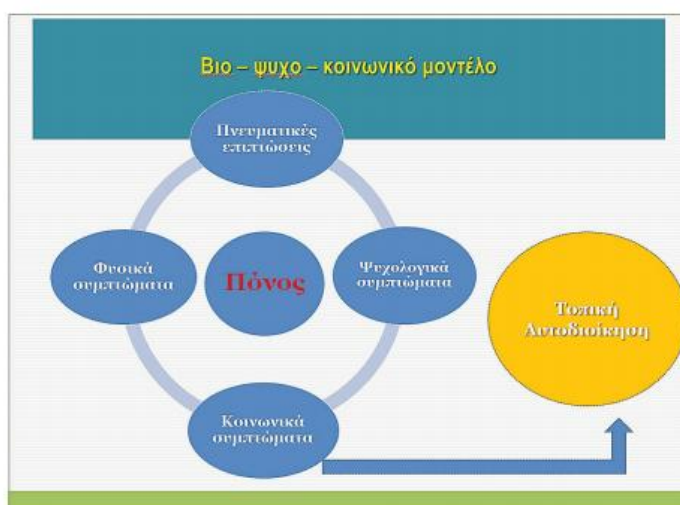 Βιο – ψυχο – κοινωνικό μοντέλο
Πνευματικές
επιπτώσεις
Φυσικά
συμπτώματα
Πόνος
Ψυχολογικά
συμπτώματα
Τοπική
Αυτοδιοίκηση
Κοινωνικά
συμπτώματα